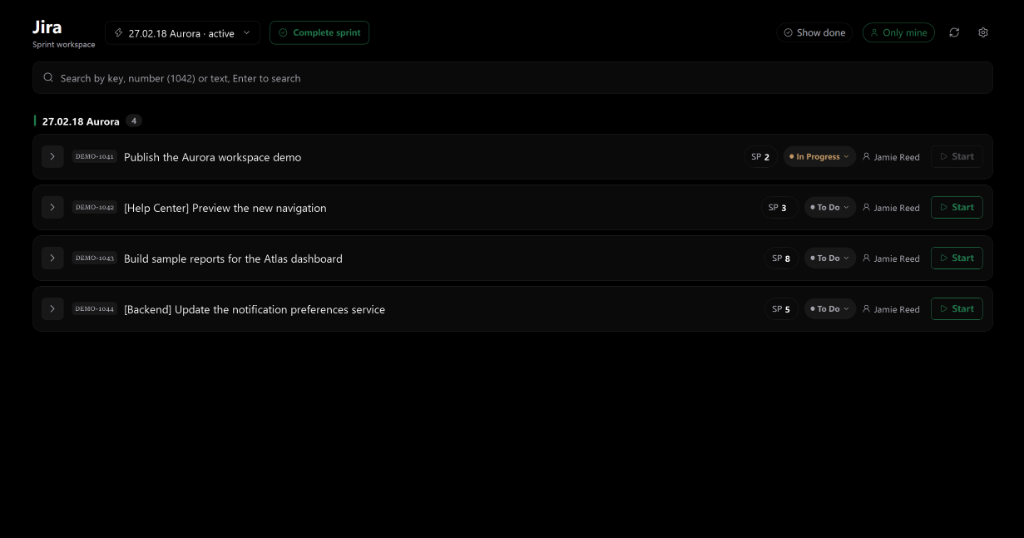 Jira
Sprint workspace
27.02.18 Aurora · active
Complete sprint
Show done
Only mine
Search by key, number (1042) or text, Enter to search
27.02.18 Aurora 4
DEMO-1041 Publish the Aurora workspace demo SP 2 In Progress Jamie Reed Start
DEMO-1042 [Help Center] Preview the new navigation SP 3 To Do Jamie Reed Start
DEMO-1043 Build sample reports for the Atlas dashboard SP 8 To Do Jamie Reed Start
DEMO-1044 [Backend] Update the notification preferences service SP 5 To Do Jamie Reed Start